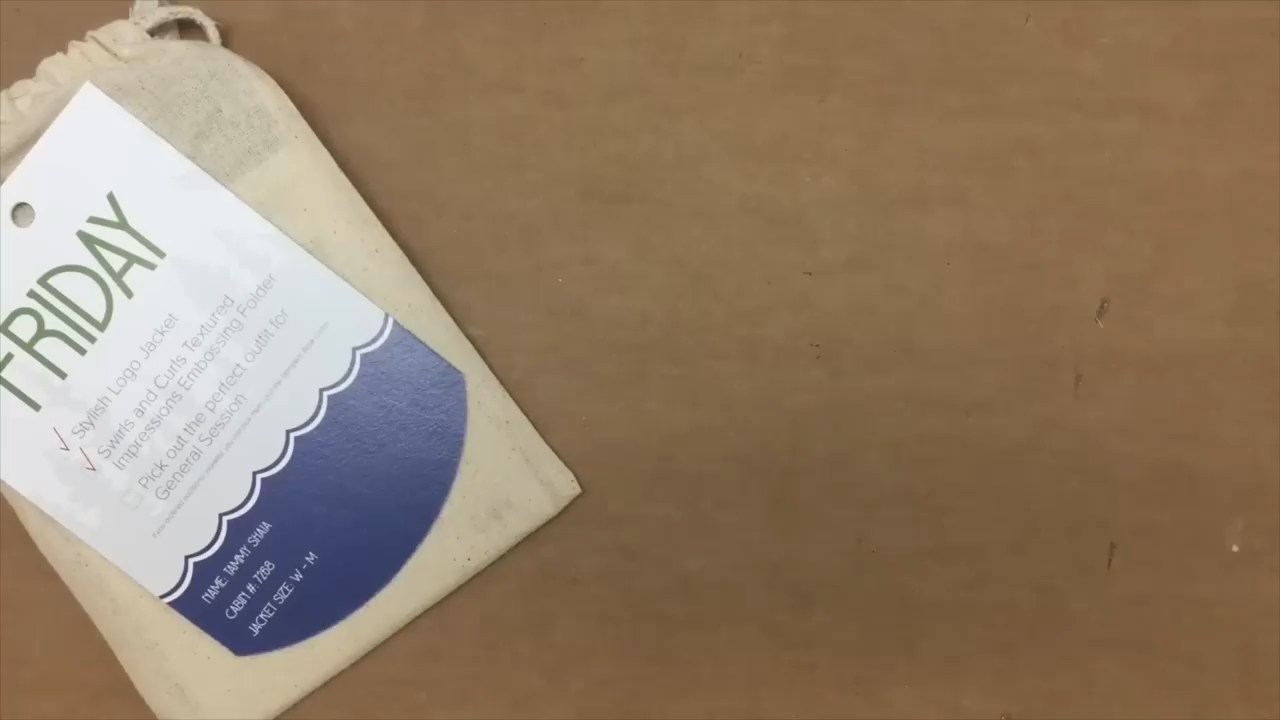 FRIDAY
Stylish Logo Jacket
Swirls and Curls Textured
Impressions Embossing Folder
Pick out the perfect outfit for
General Session
NAME: TAMMY SHAIA
CABIN #: 7268
JACKET SIZE: W - M